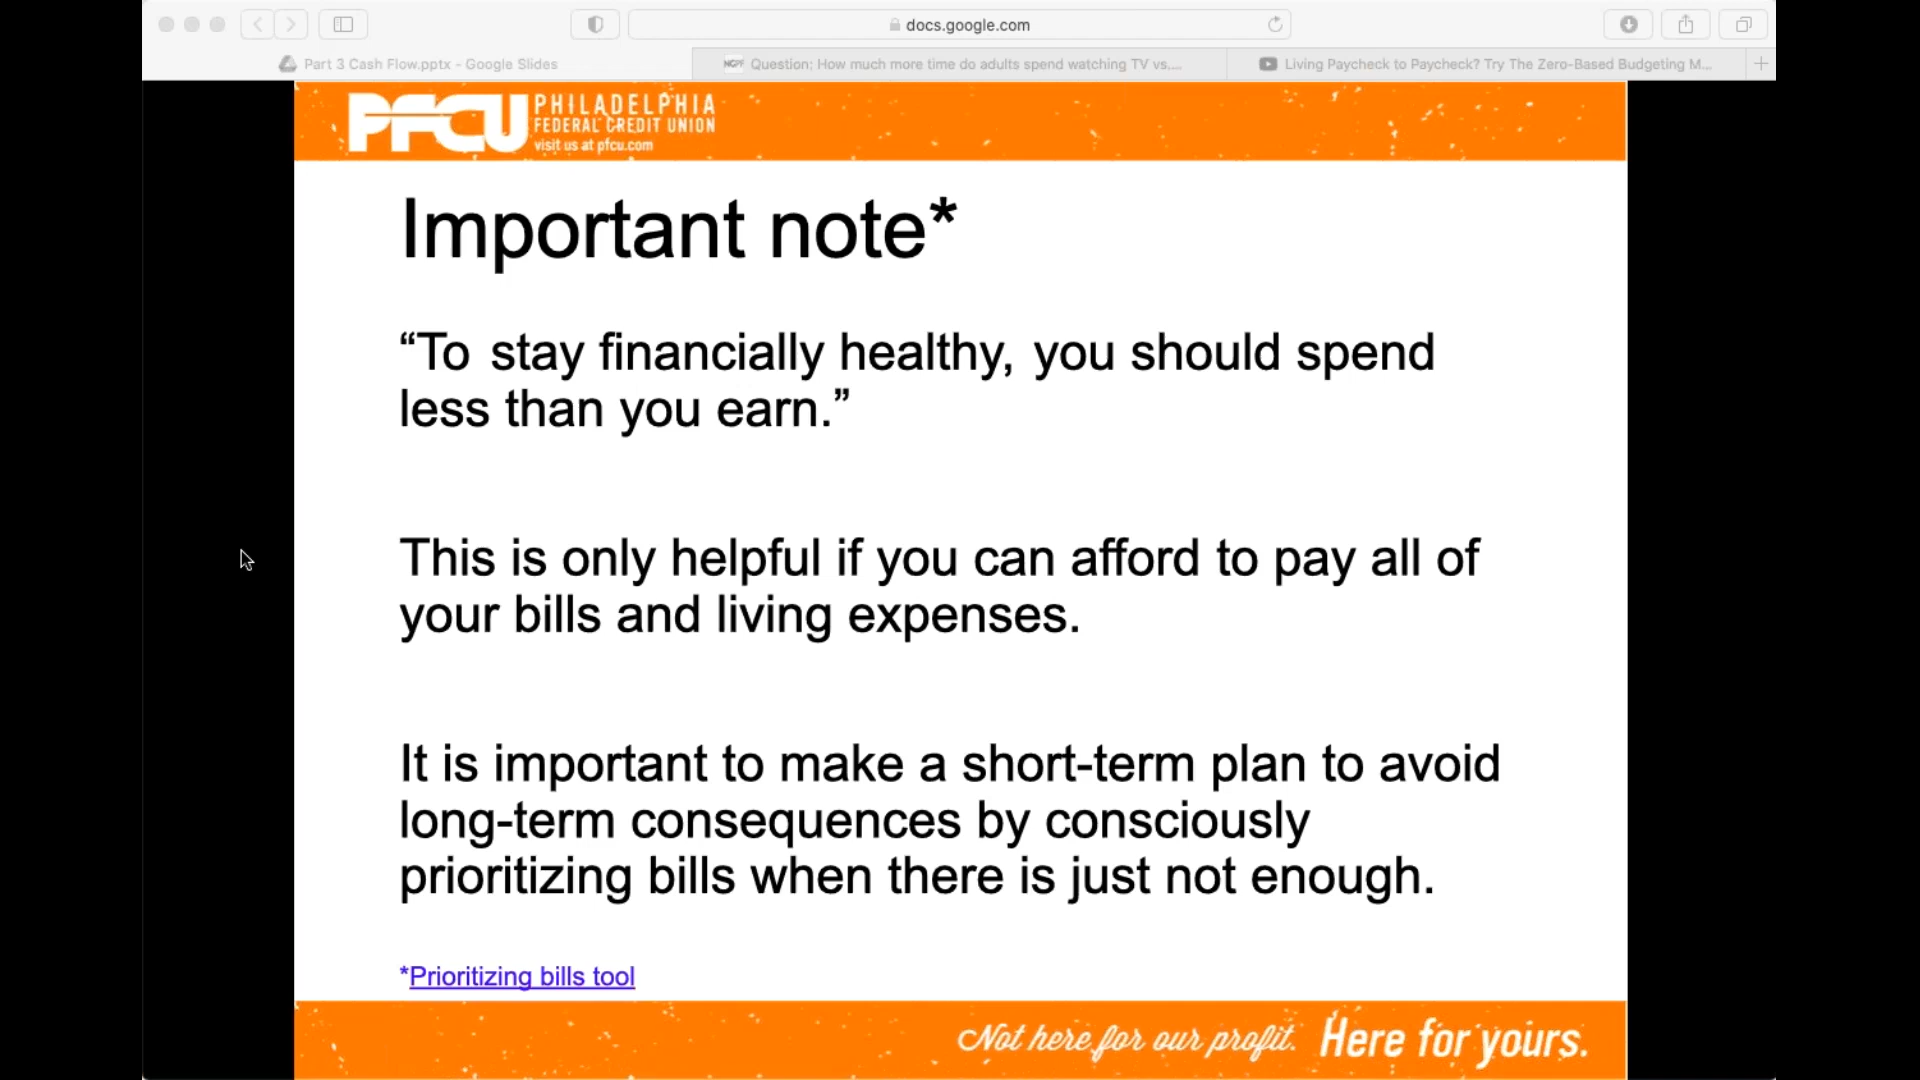 docs.google.com
Part 3 Cash Flow.pptx - Google Slides
NGPF Question: How much more time do adults spend watching TV vs....
Living Paycheck to Paycheck? Try The Zero-Based Budgeting M...
PFCU
PHILADELPHIA
FEDERAL CREDIT UNION
visit us at pfcu.com
Important note*
“To stay financially healthy, you should spend
less than you earn.”
This is only helpful if you can afford to pay all of
your bills and living expenses.
It is important to make a short-term plan to avoid
long-term consequences by consciously
prioritizing bills when there is just not enough.
*Prioritizing bills tool
Not here for our profit. Here for yours.